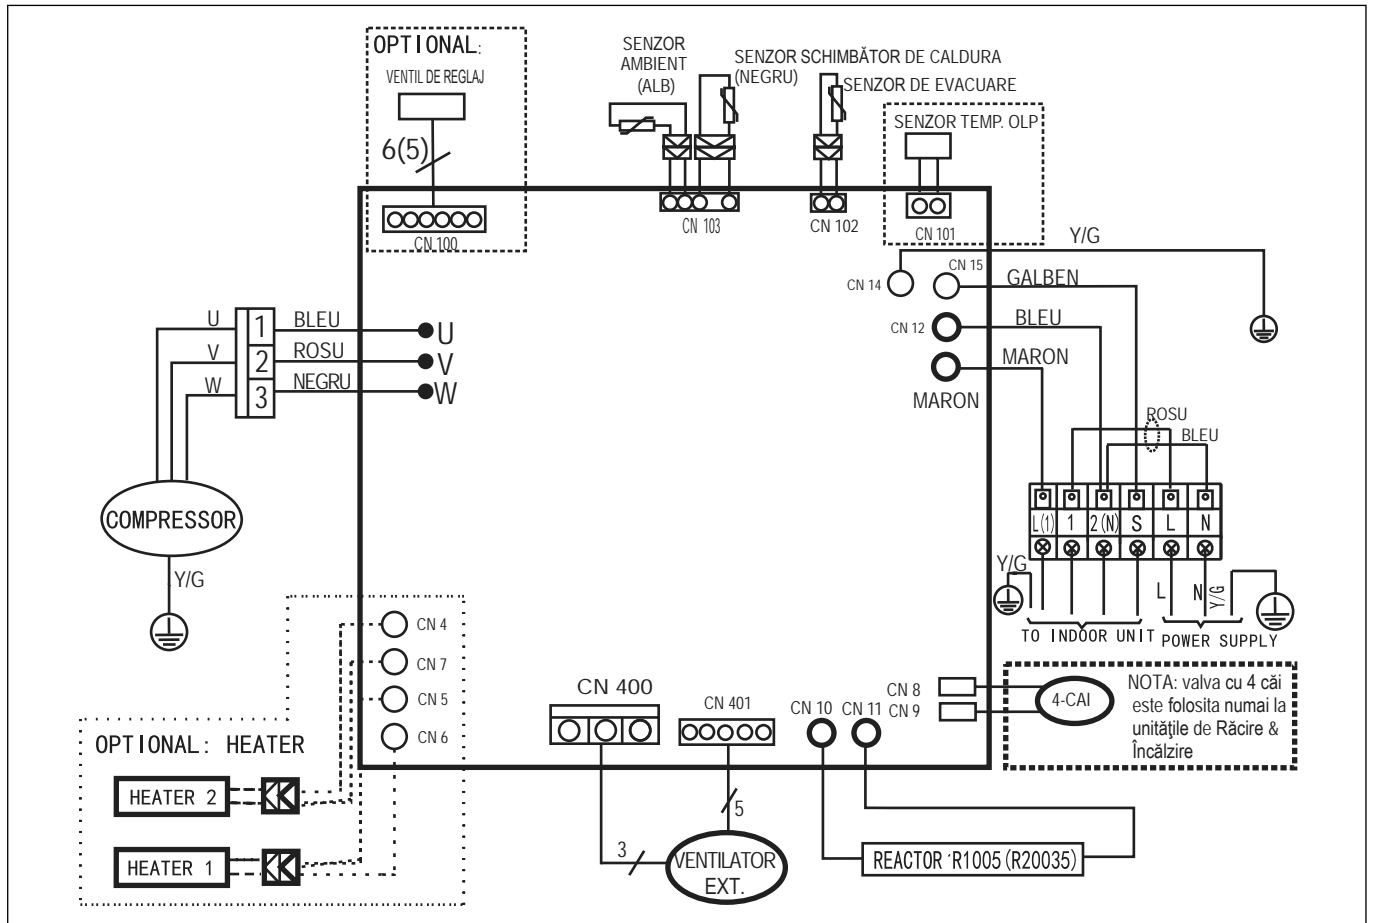 OPTIONAL:
VENTIL DE REGLAJ
6(5)
CN 100
SENZOR
AMBIENT
(ALB)
SENZOR SCHIMBĂTOR DE CALDURA
(NEGRU)
SENZOR DE EVACUARE
SENZOR TEMP. OLP
CN 103
CN 102
CN 101
Y/G
CN 14
CN 15
GALBEN
CN 12
BLEU
MARON
MARON
U
1
BLEU
U
V
2
ROSU
V
W
3
NEGRU
W
COMPRESSOR
Y/G
ROSU
BLEU
L(1)
1
2(N)
S
L
N
Y/G
L
N
Y/G
TO INDOOR UNIT
POWER SUPPLY
CN 4
CN 7
CN 5
CN 6
OPTIONAL: HEATER
HEATER 2
HEATER 1
CN 400
CN 401
CN 10
CN 11
CN 8
CN 9
4-CAI
NOTA: valva cu 4 căi
este folosita numai la
unităţile de Răcire &
Încălzire
3
5
VENTILATOR
EXT.
REACTOR 'R1005(R20035)